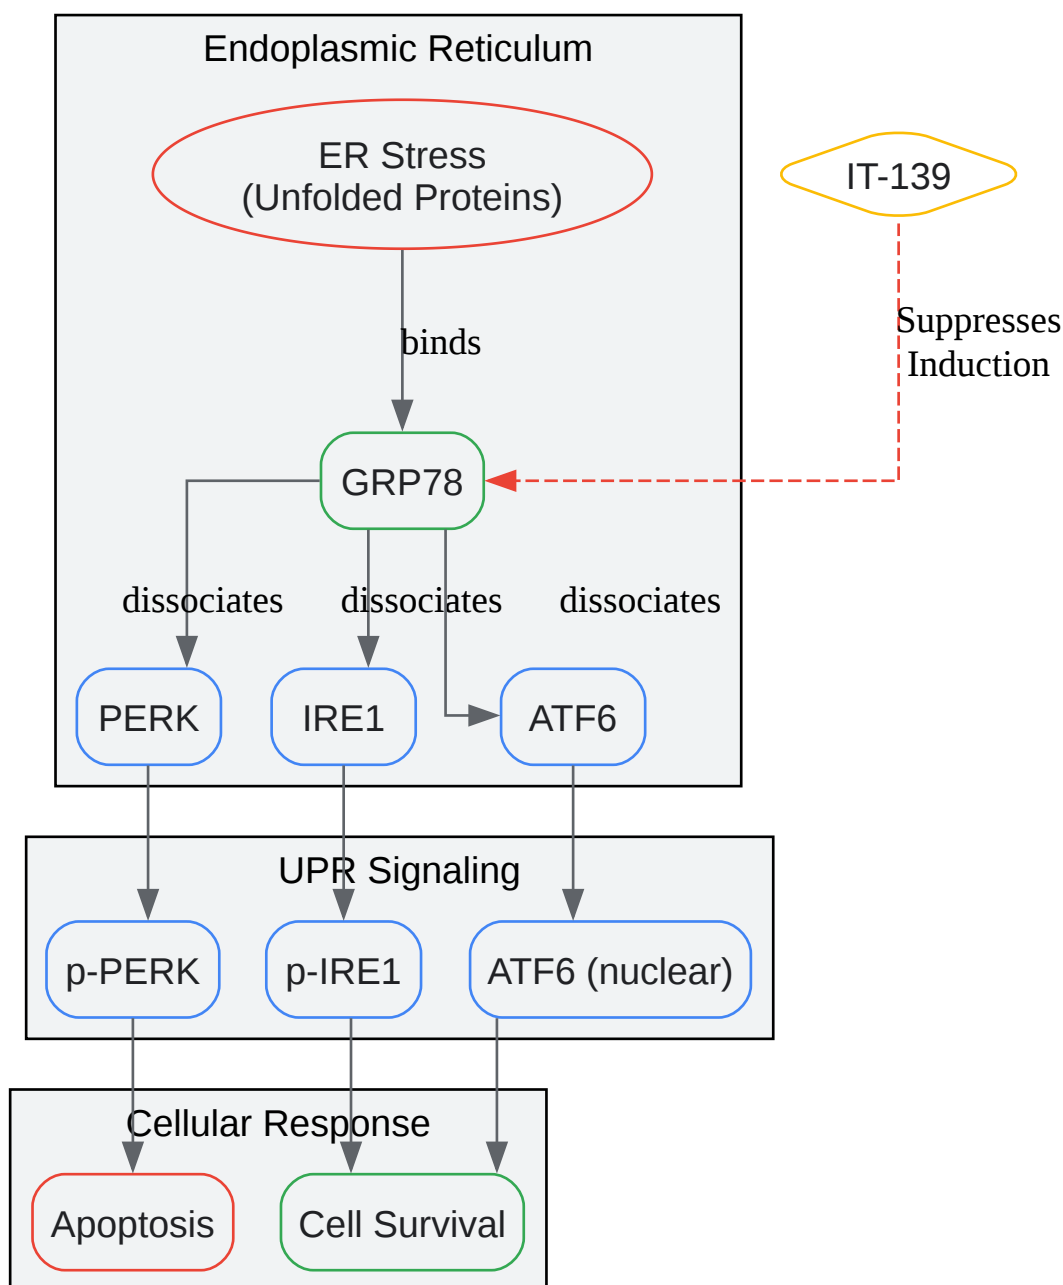 Endoplasmic Reticulum
ER Stress
(Unfolded Proteins)
IT-139
Suppresses
Induction
binds
GRP78
dissociates
dissociates
dissociates
PERK
IRE1
ATF6
UPR Signaling
p-PERK
p-IRE1
ATF6 (nuclear)
Cellular Response
Apoptosis
Cell Survival